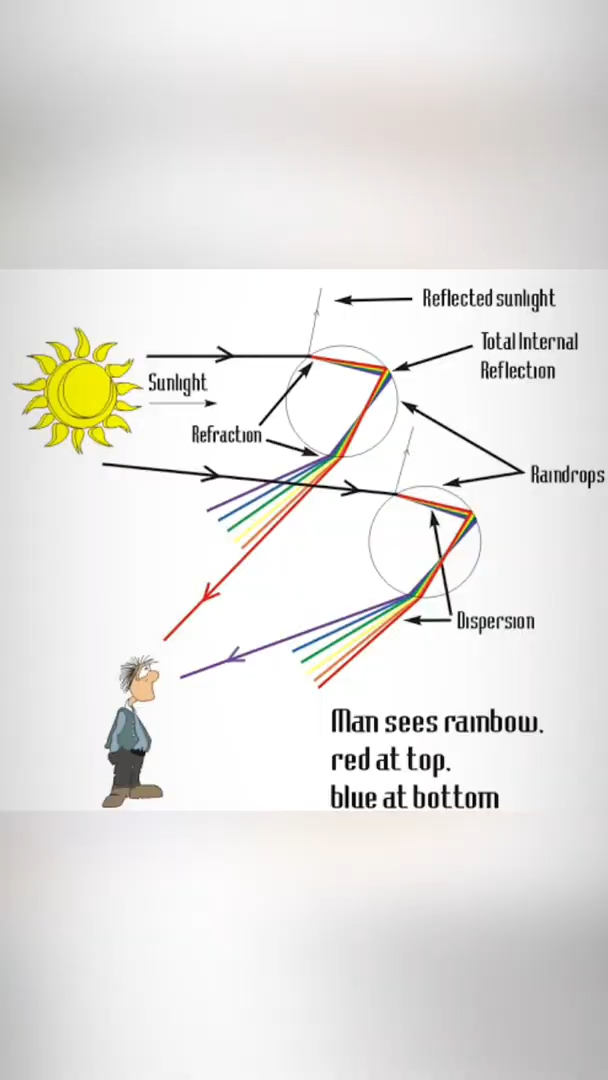 Reflected sunlight
Total Internal
Reflection
Sunlight
Refraction
Raindrops
Dispersion
Man sees rainbow,
red at top,
blue at bottom